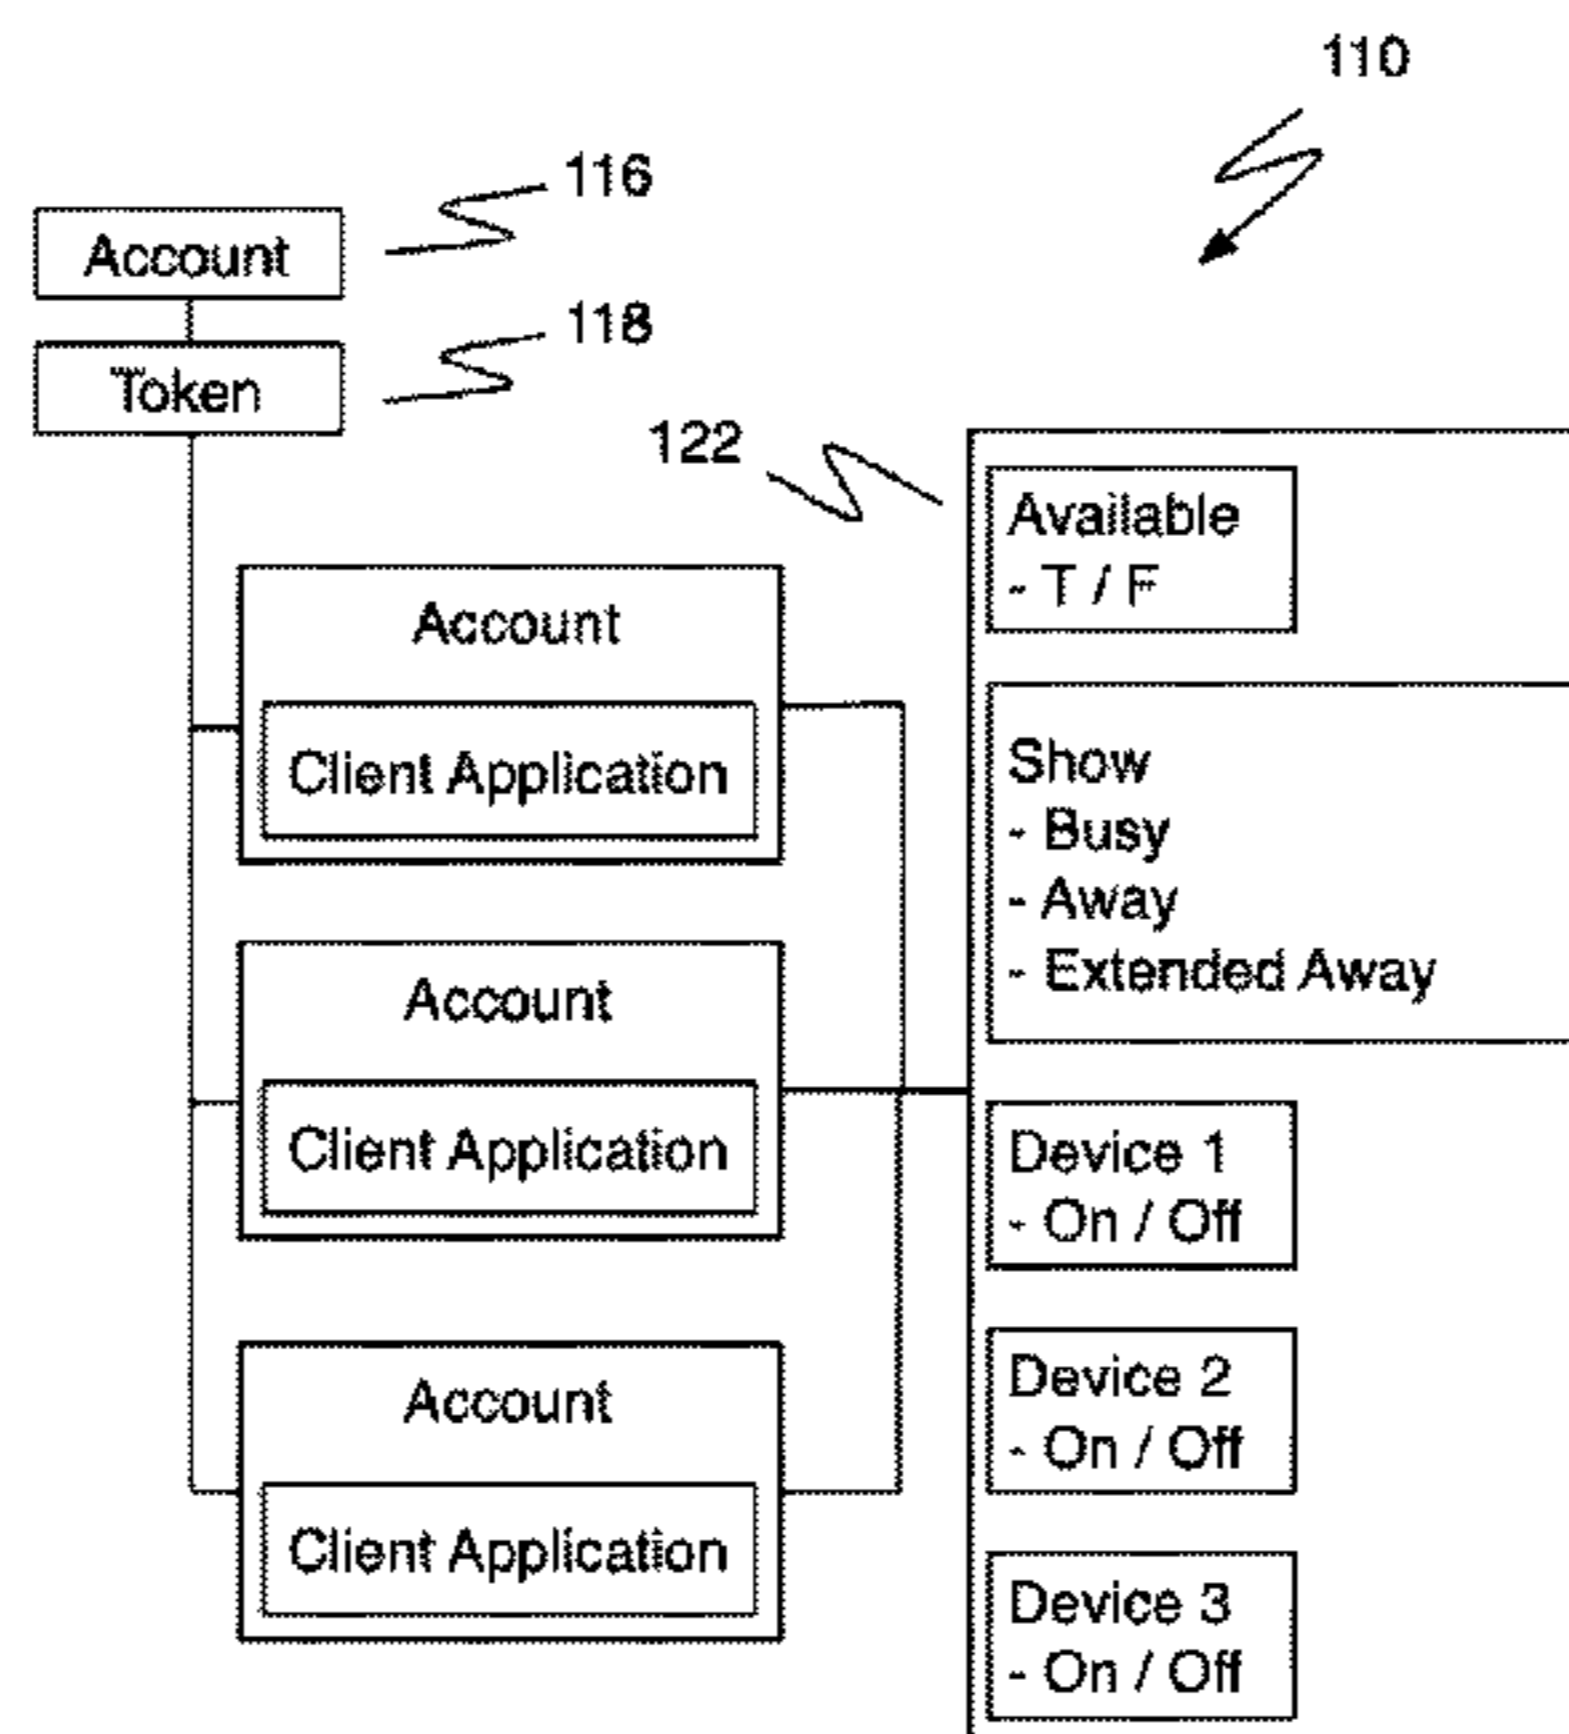 110
116
Account
118
Token
122
Available
- T / F
Account
Client Application
Show
- Busy
- Away
- Extended Away
Account
Client Application
Device 1
- On / Off
Device 2
- On / Off
Account
Client Application
Device 3
- On / Off